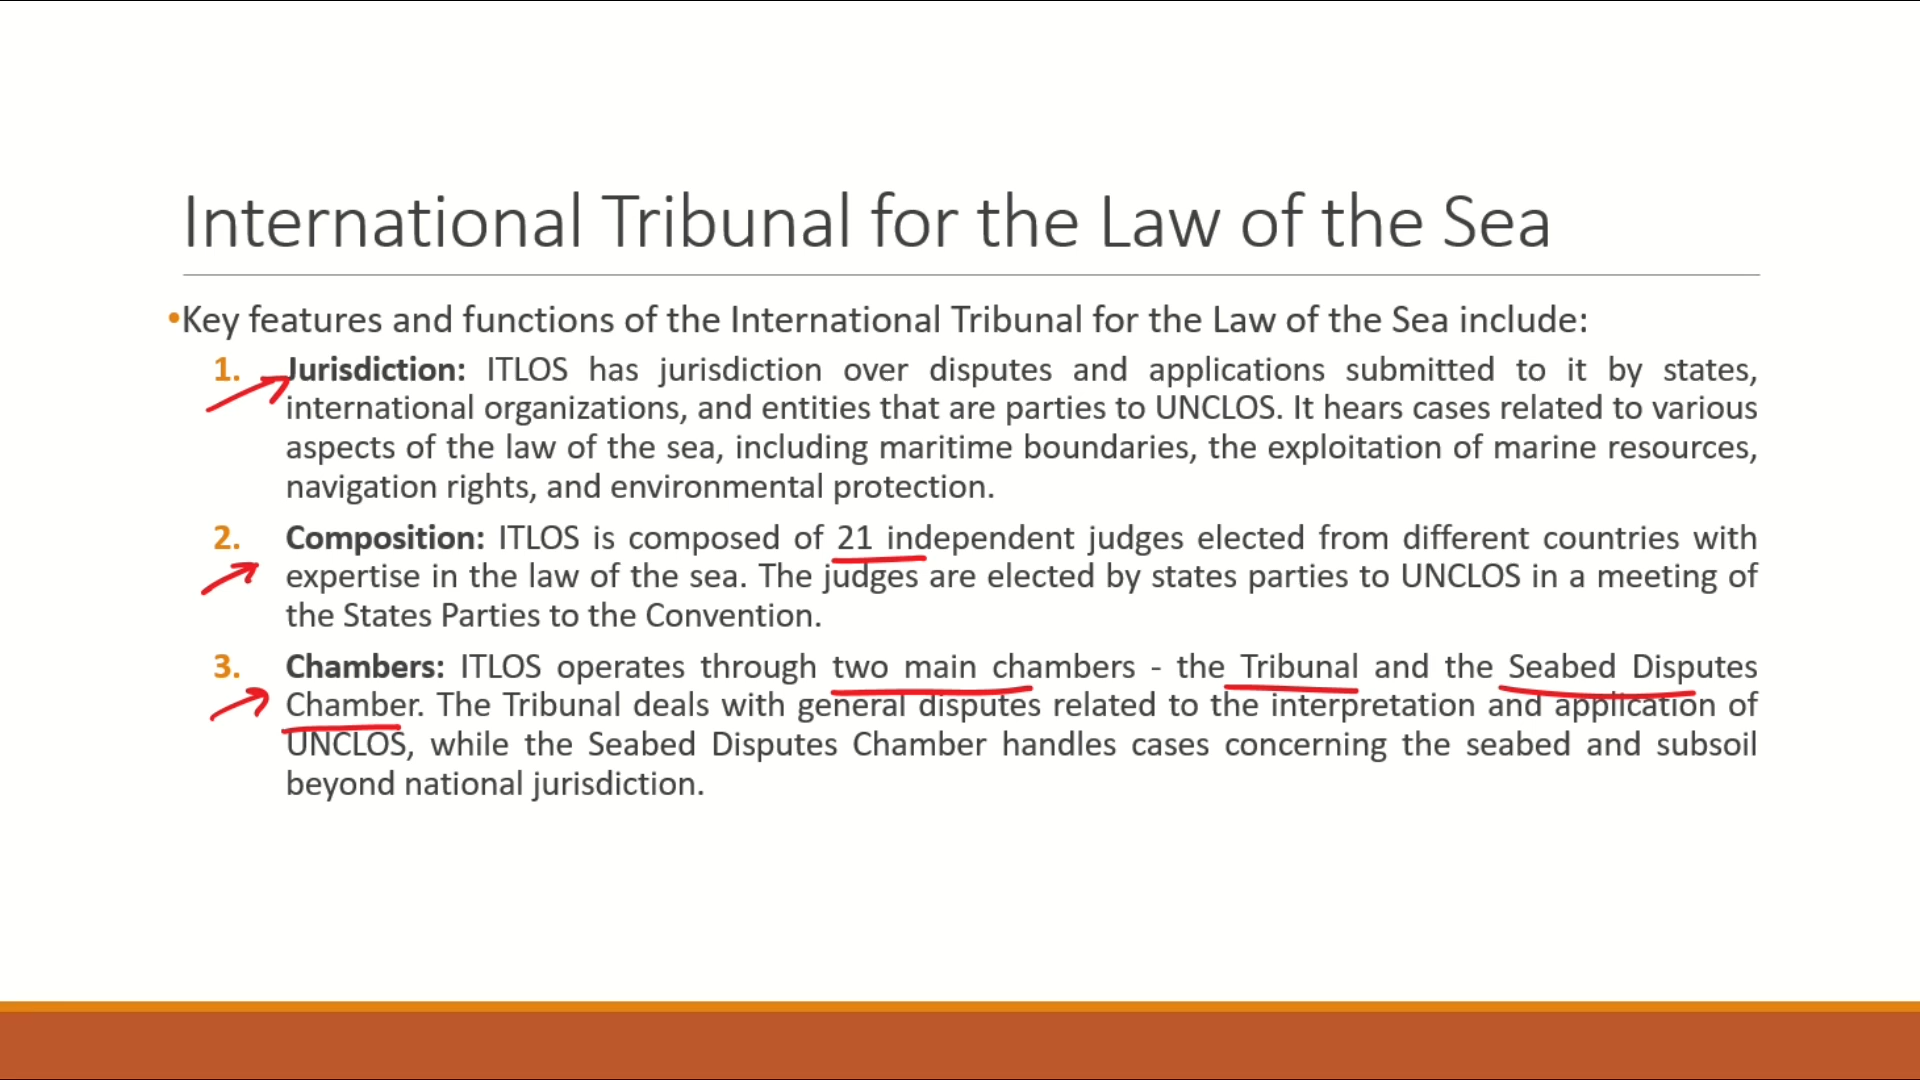 International Tribunal for the Law of the Sea
•Key features and functions of the International Tribunal for the Law of the Sea include:
1. Jurisdiction: ITLOS has jurisdiction over disputes and applications submitted to it by states,
international organizations, and entities that are parties to UNCLOS. It hears cases related to various
aspects of the law of the sea, including maritime boundaries, the exploitation of marine resources,
navigation rights, and environmental protection.
2. Composition: ITLOS is composed of 21 independent judges elected from different countries with
expertise in the law of the sea. The judges are elected by states parties to UNCLOS in a meeting of
the States Parties to the Convention.
3. Chambers: ITLOS operates through two main chambers - the Tribunal and the Seabed Disputes
Chamber. The Tribunal deals with general disputes related to the interpretation and application of
UNCLOS, while the Seabed Disputes Chamber handles cases concerning the seabed and subsoil
beyond national jurisdiction.